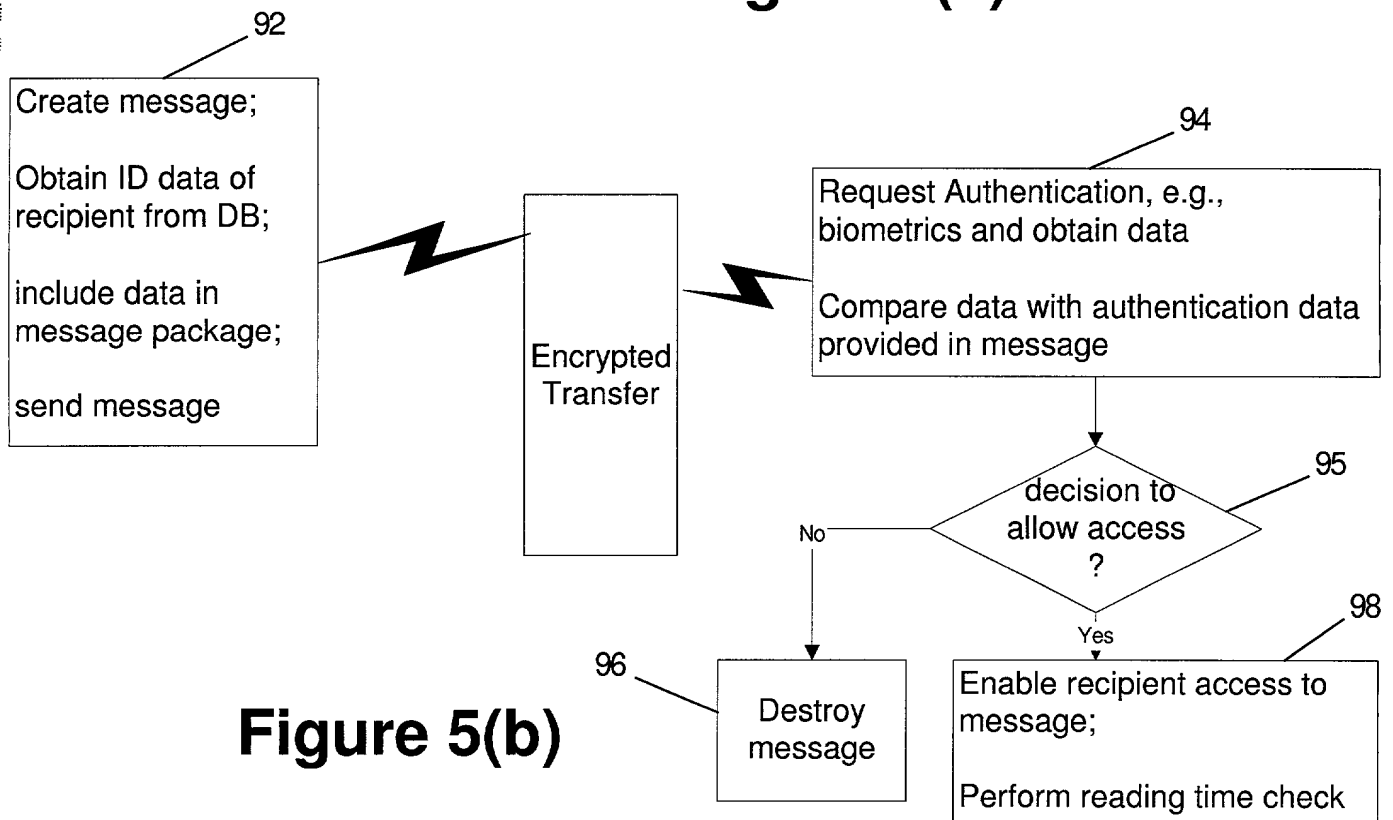 92
Create message;
Obtain ID data of
recipient from DB;
include data in
message package;
send message
Encrypted
Transfer
94
Request Authentication, e.g.,
biometrics and obtain data
Compare data with authentication data
provided in message
95
decision to
allow access
?
No
Yes
96
Destroy
message
98
Enable recipient access to
message;
Perform reading time check
Figure 5(b)